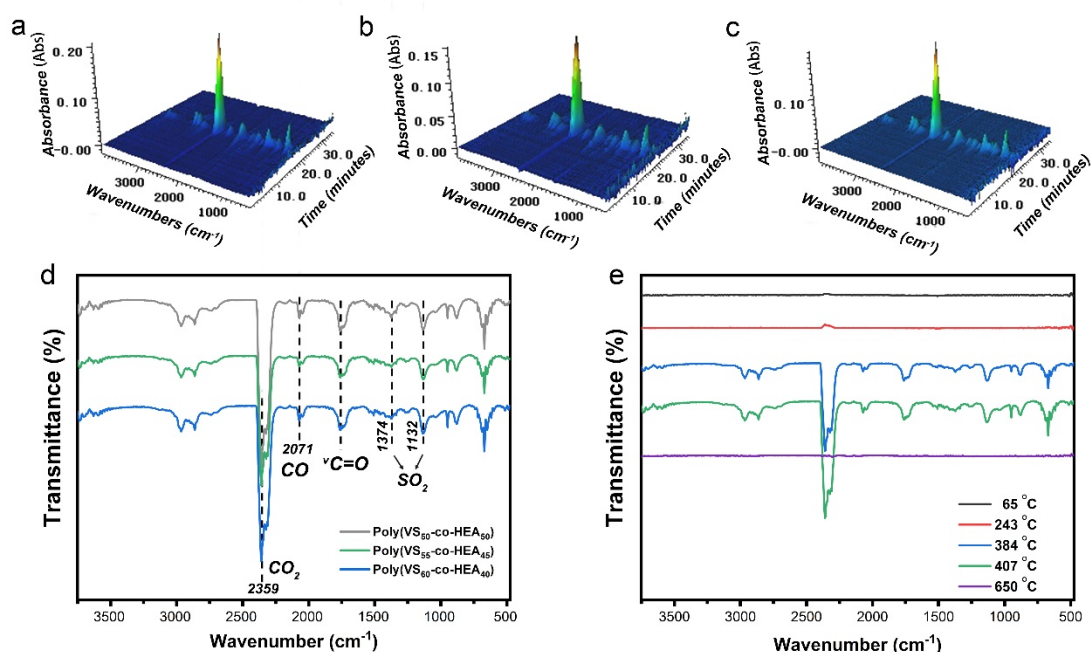 a
0.20
0.10
-0.00
Absorbance (Abs)
3000
2000
1000
Wavenumbers (cm⁻¹)
10.0
20.0
30.0
Time (minutes)
b
0.15
0.10
0.05
0.00
Absorbance (Abs)
3000
2000
1000
Wavenumbers (cm⁻¹)
10.0
20.0
30.0
Time (minutes)
c
0.10
-0.00
Absorbance (Abs)
3000
2000
1000
Wavenumbers (cm⁻¹)
10.0
20.0
30.0
Time (minutes)
d
Transmittance (%)
2071
CO
νC=O
1374
1132
SO₂
CO₂
2359
Poly(VS₅₀-co-HEA₅₀)
Poly(VS₅₅-co-HEA₄₅)
Poly(VS₆₀-co-HEA₄₀)
3500 3000 2500 2000 1500 1000 500
Wavenumber (cm⁻¹)
e
Transmittance (%)
65 °C
243 °C
384 °C
407 °C
650 °C
3500 3000 2500 2000 1500 1000 500
Wavenumber (cm⁻¹)